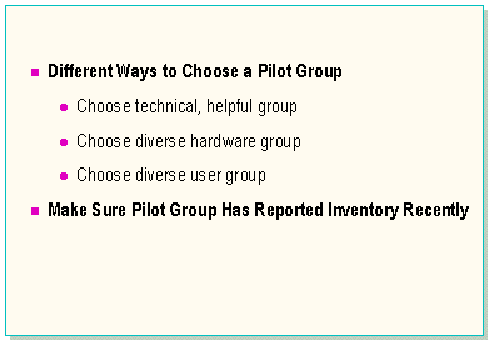 Different Ways to Choose a Pilot Group
Choose technical, helpful group
Choose diverse hardware group
Choose diverse user group
Make Sure Pilot Group Has Reported Inventory Recently